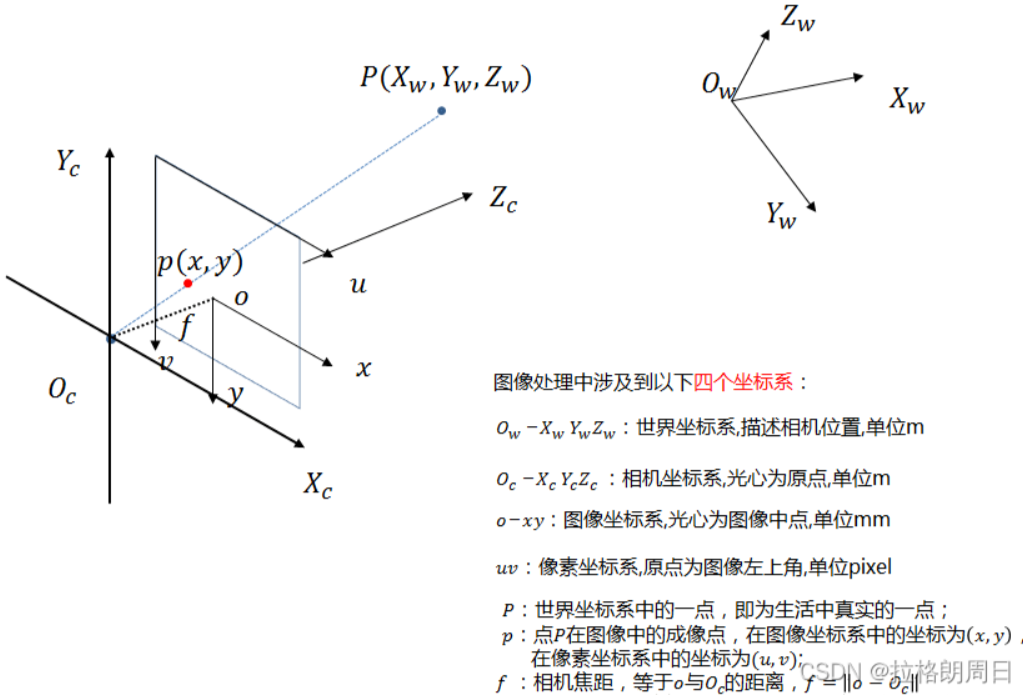 Z_w
P(X_w, Y_w, Z_w)
O_w
X_w
Y_c
Z_c
Y_w
p(x, y)
o
u
f
v
x
O_c
y
X_c
图像处理中涉及到以下四个坐标系：
O_w − X_w Y_w Z_w：世界坐标系,描述相机位置,单位m
O_c − X_c Y_c Z_c：相机坐标系,光心为原点,单位m
o − xy：图像坐标系,光心为图像中点,单位mm
uv：像素坐标系,原点为图像左上角,单位pixel
P：世界坐标系中的一点，即为生活中真实的一点；
p：点P在图像中的成像点，在图像坐标系中的坐标为(x, y)，
在像素坐标系中的坐标为(u, v);
f：相机焦距，等于o与O_c的距离，f = ‖o − O_c‖
CSDN @拉格朗周日